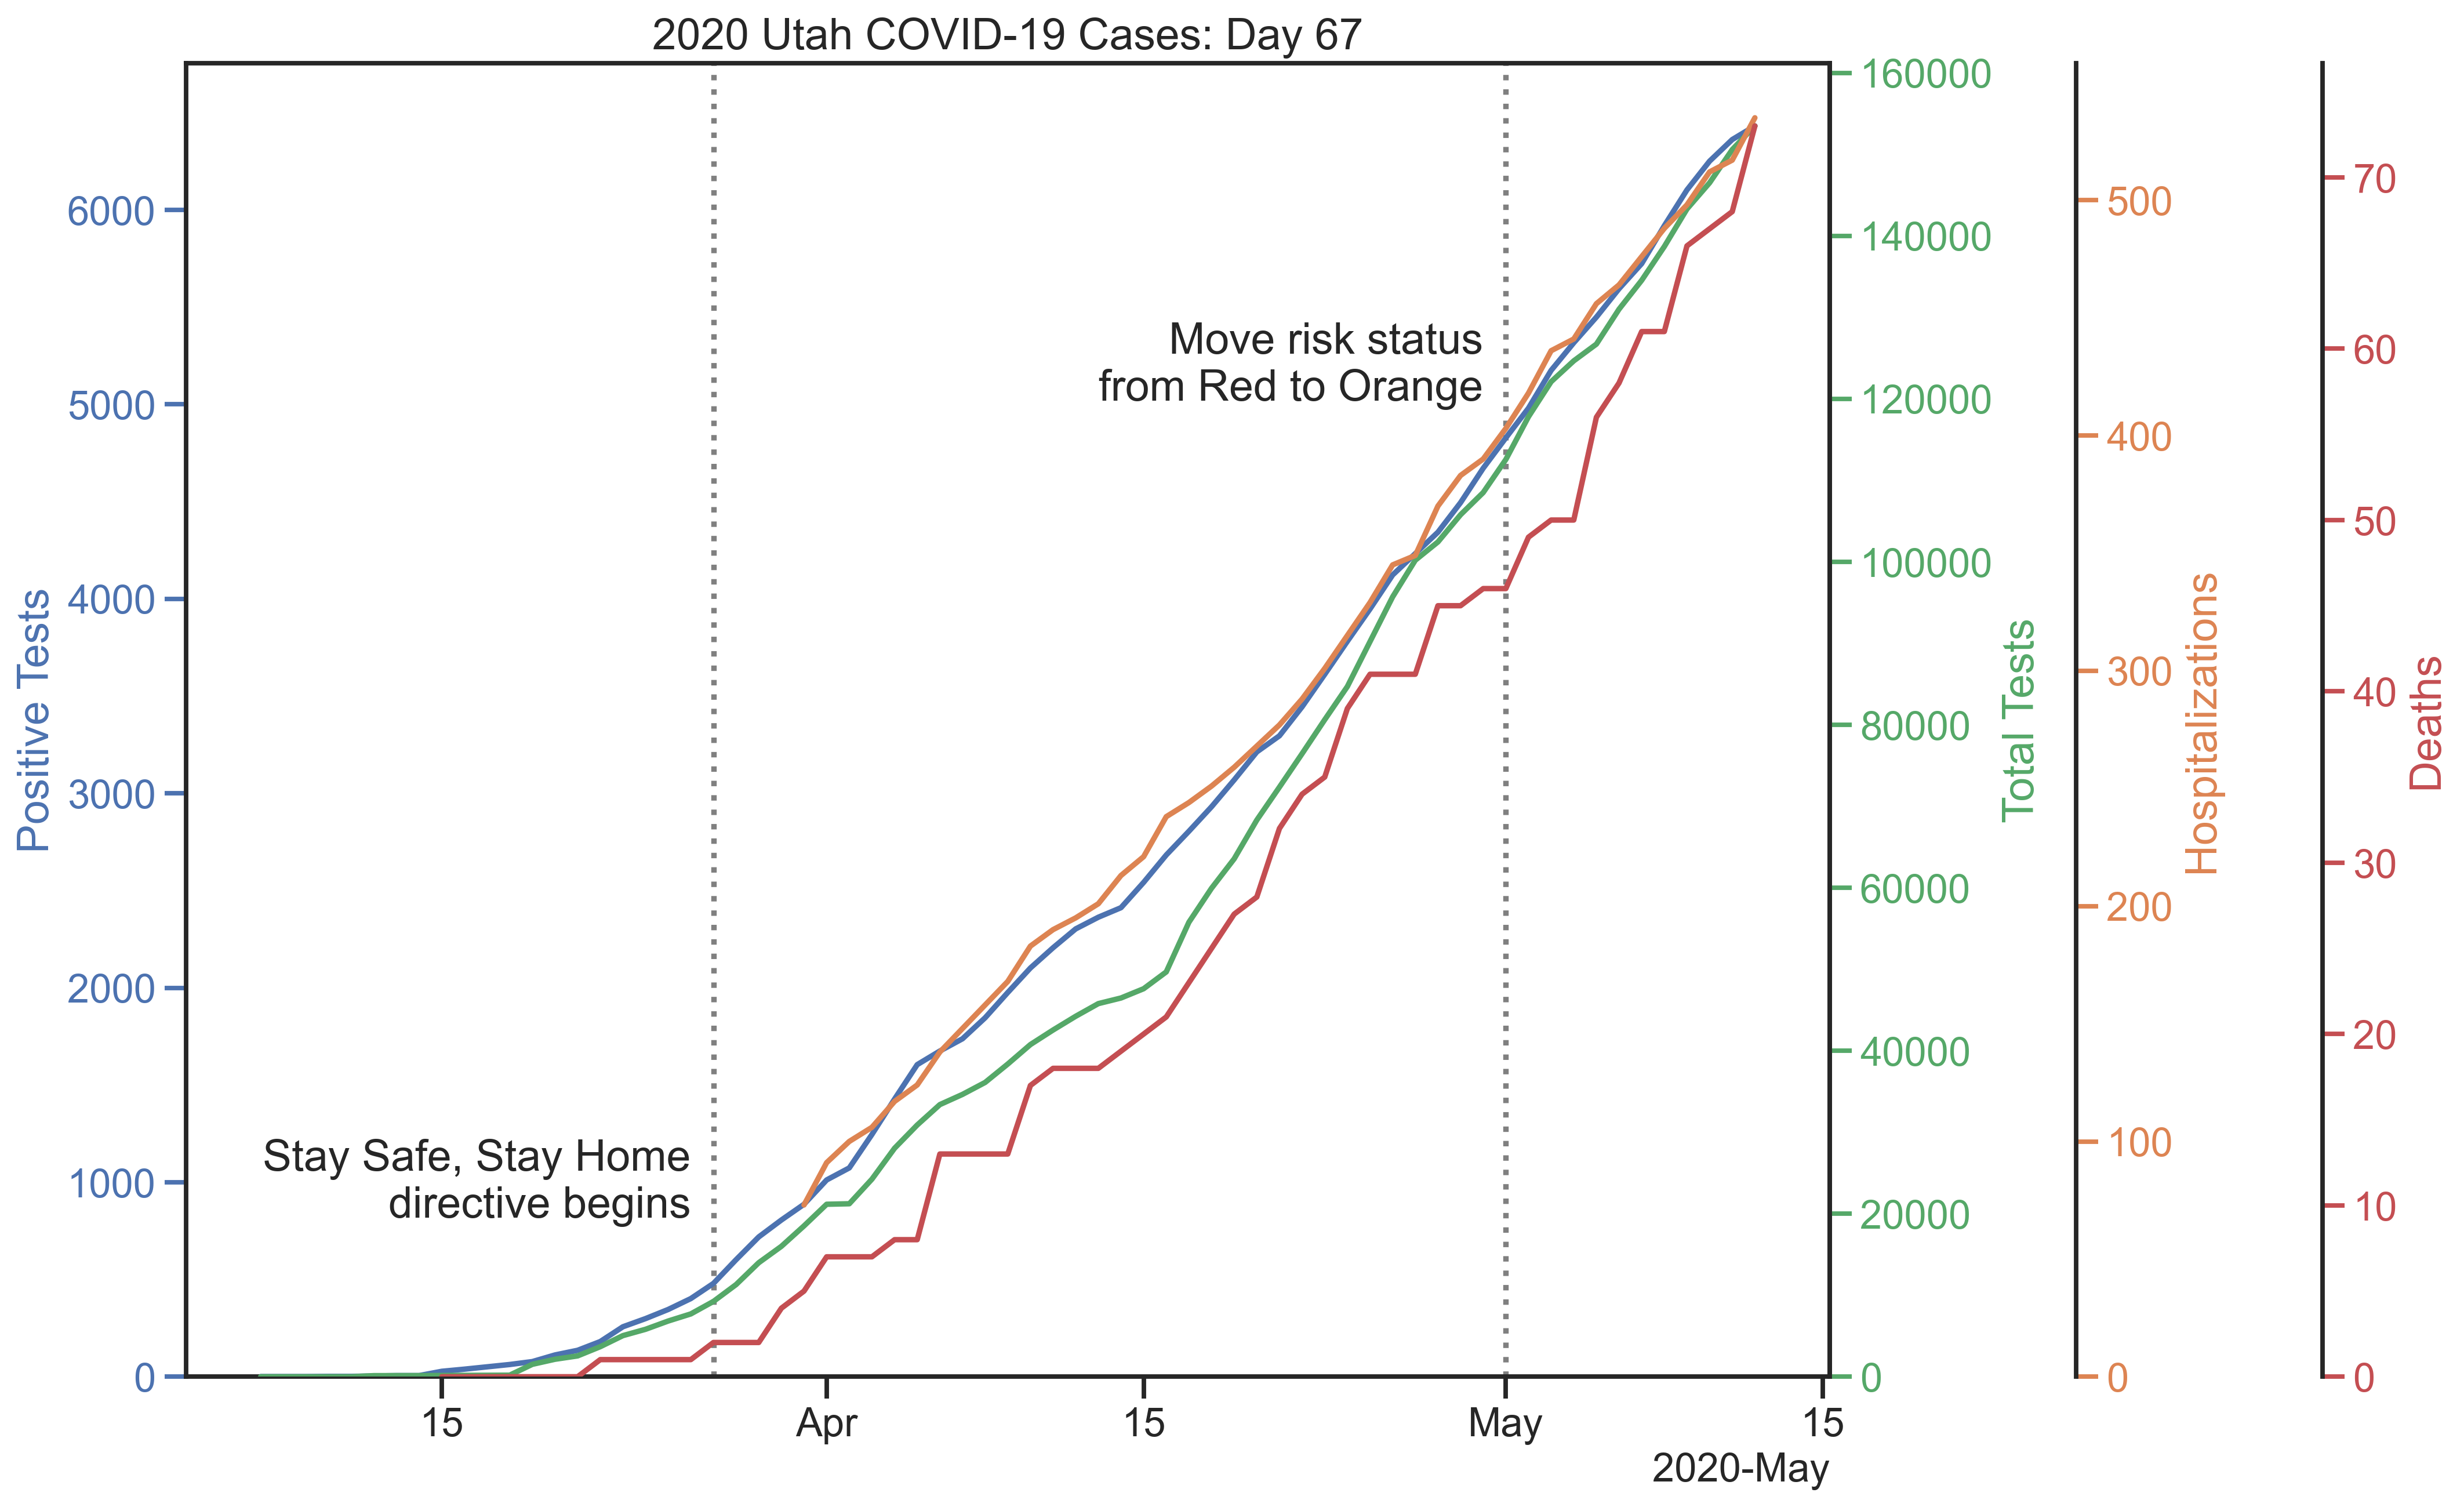 2020 Utah COVID-19 Cases: Day 67
Positive Tests
6000
5000
4000
3000
2000
1000
0
Move risk status
from Red to Orange
Stay Safe, Stay Home
directive begins
15
Apr
15
May
15
2020-May
160000
140000
120000
100000
80000
60000
40000
20000
0
Total Tests
500
400
300
200
100
0
Hospitalizations
70
60
50
40
30
20
10
0
Deaths